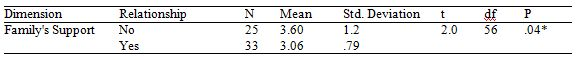 Dimension Relationship N Mean Std. Deviation t df P
Family's Support No 25 3.60 1.2 2.0 56 .04*
Yes 33 3.06 .79